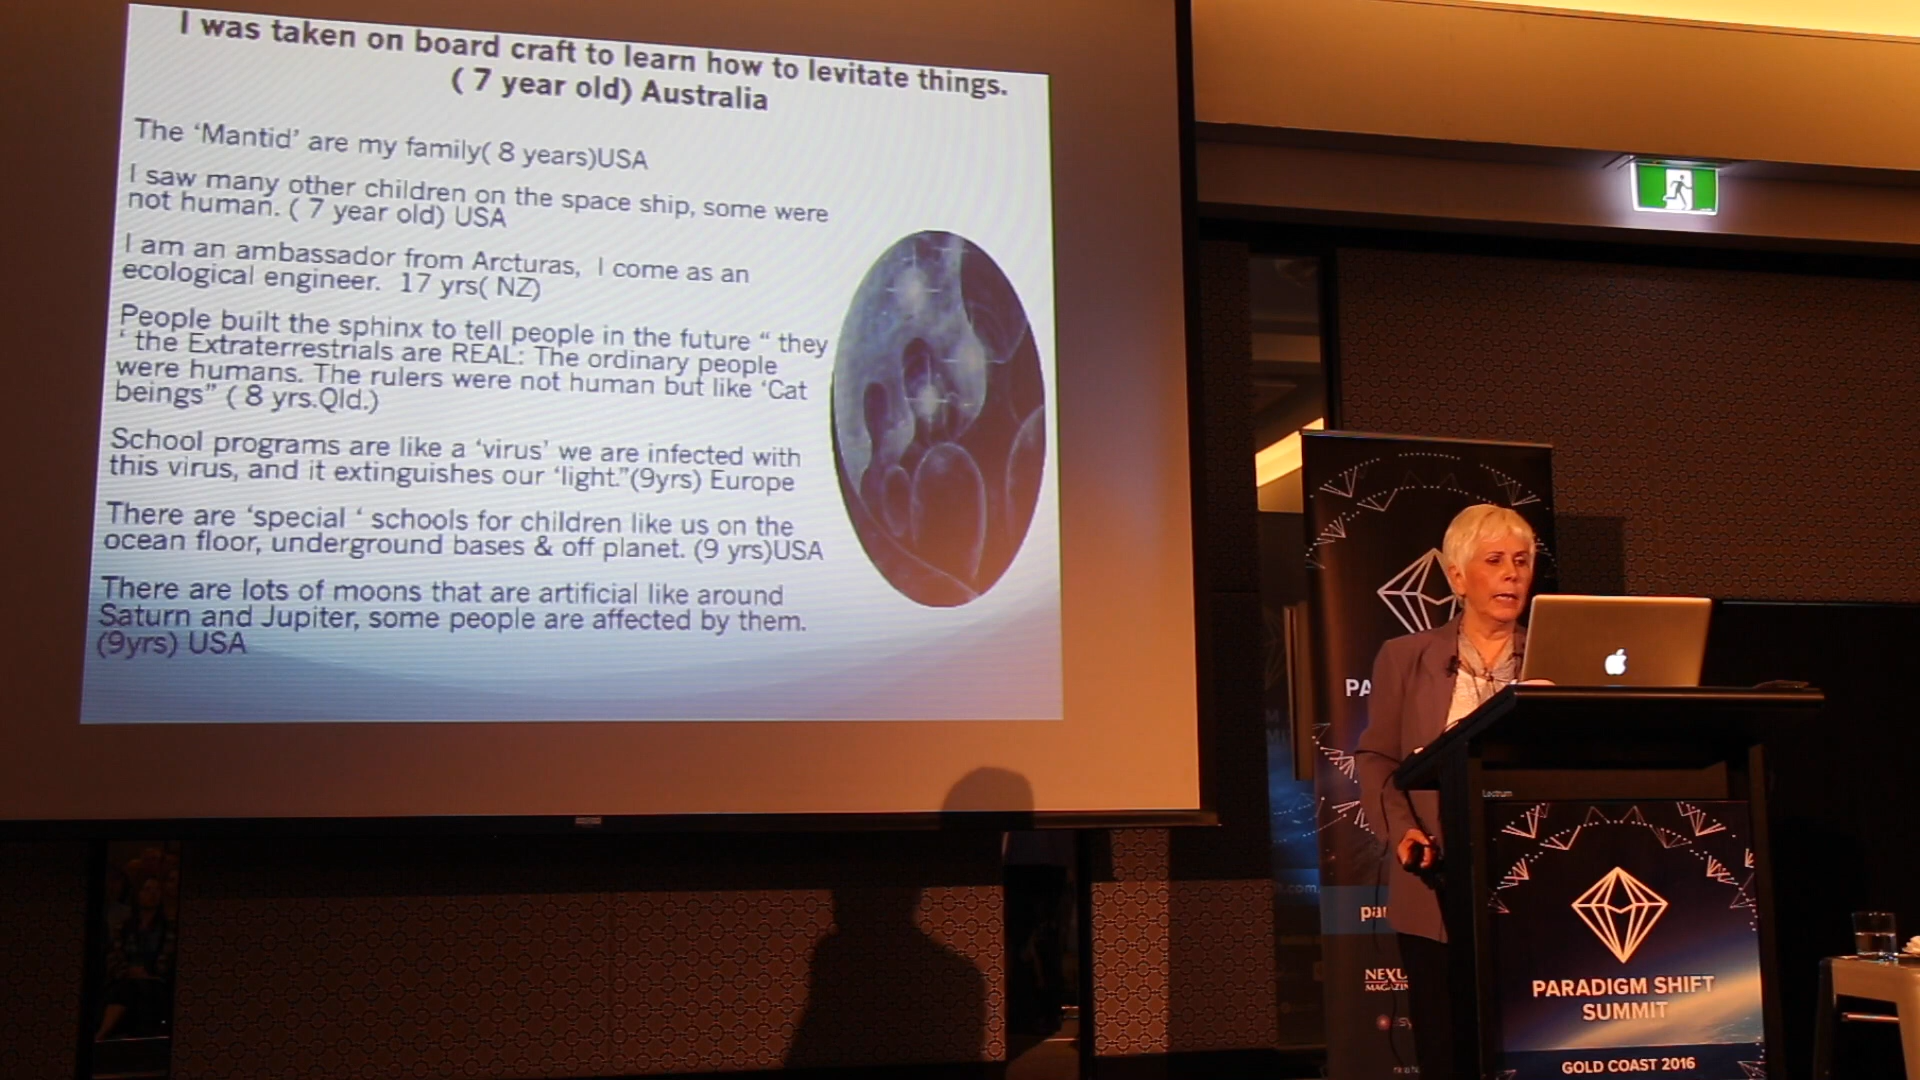 I was taken on board craft to learn how to levitate things.
( 7 year old) Australia
The ‘Mantid’ are my family( 8 years)USA
I saw many other children on the space ship, some were
not human. ( 7 year old) USA
I am an ambassador from Arcturas, I come as an
ecological engineer. 17 yrs( NZ)
People built the sphinx to tell people in the future “ they
‘ the Extraterrestrials are REAL: The ordinary people
were humans. The rulers were not human but like ‘Cat
beings” ( 8 yrs.Qld.)
School programs are like a ‘virus’ we are infected with
this virus, and it extinguishes our ‘light.”(9yrs) Europe
There are ‘special ‘ schools for children like us on the
ocean floor, underground bases & off planet. (9 yrs)USA
There are lots of moons that are artificial like around
Saturn and Jupiter, some people are affected by them.
(9yrs) USA
PA
par
NEXU
MAGAZIN
Lectrum
PARADIGM SHIFT
SUMMIT
GOLD COAST 2016